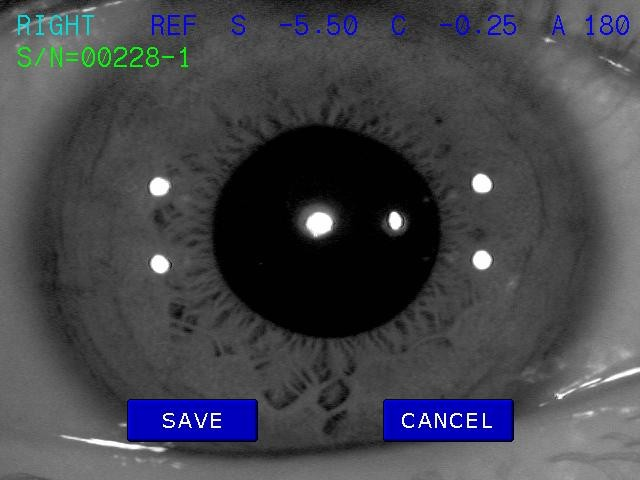 RIGHT REF S -5.50 C -0.25 A 180
S/N=00228-1
SAVE CANCEL